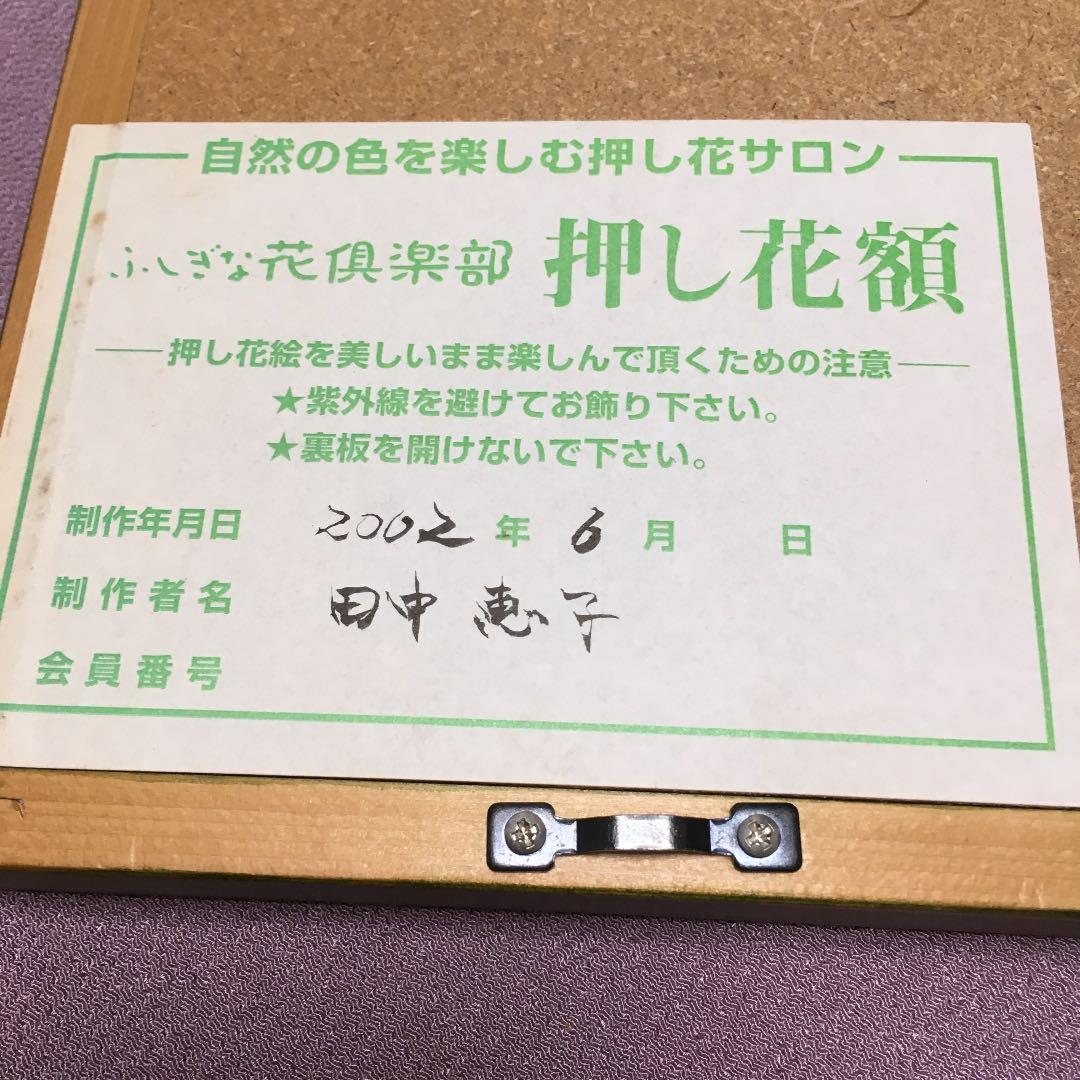 自然の色を楽しむ押し花サロン
ふしぎな花倶楽部 押し花額
押し花絵を美しいまま楽しんで頂くための注意
★紫外線を避けてお飾り下さい。
★裏板を開けないで下さい。
制作年月日 2002 年 6 月 日
制作者名 田中 恵子
会員番号